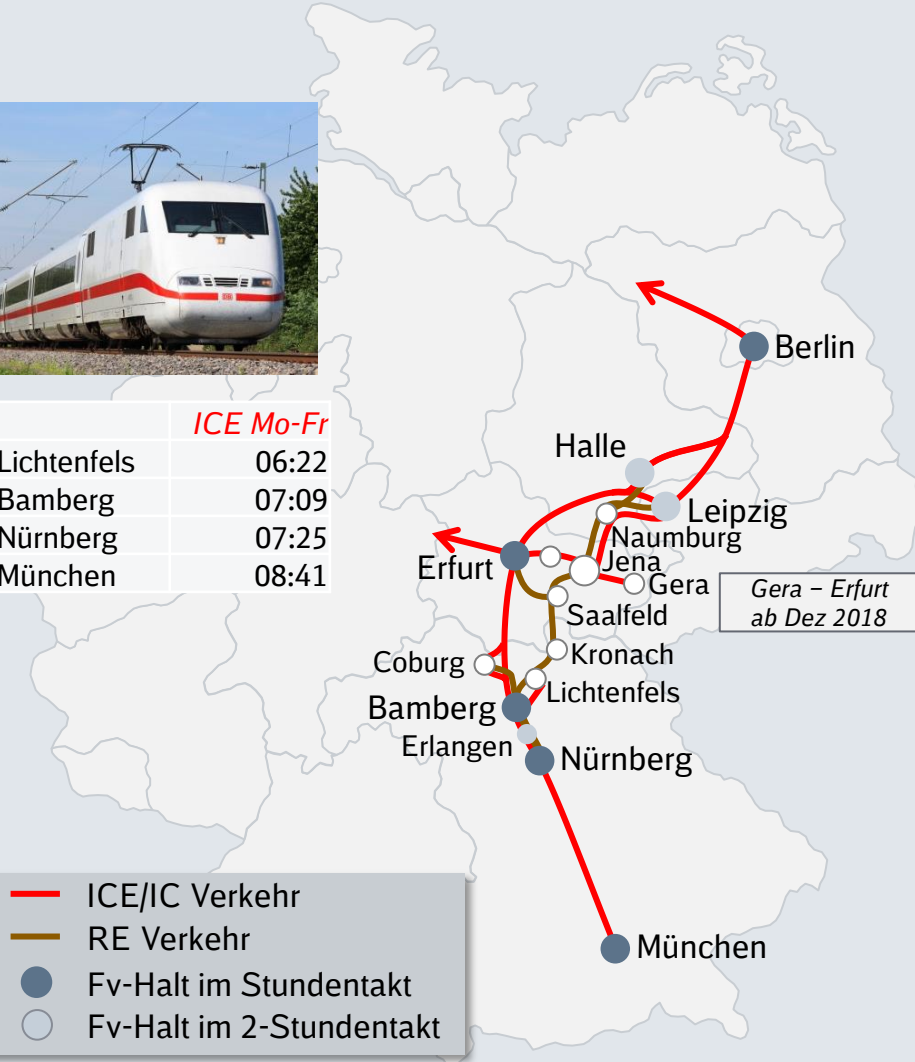 ICE Mo-Fr
Lichtenfels 06:22
Bamberg 07:09
Nürnberg 07:25
München 08:41
Berlin
Halle
Leipzig
Naumburg
Erfurt
Jena
Gera
Gera – Erfurt
ab Dez 2018
Saalfeld
Coburg
Kronach
Lichtenfels
Bamberg
Erlangen
Nürnberg
München
ICE/IC Verkehr
RE Verkehr
Fv-Halt im Stundentakt
Fv-Halt im 2-Stundentakt